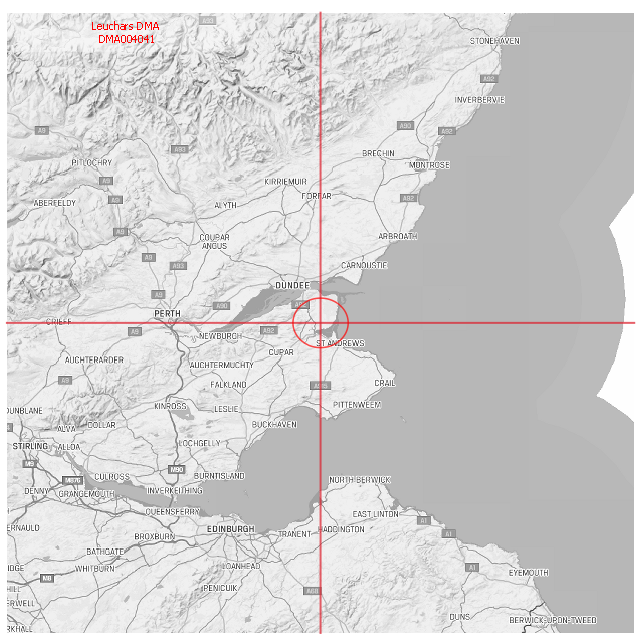 Leuchars DMA
DMA004041
A93
STONEHAVEN
A92
INVERBERVIE
A90
A9
A92
A93
BRECHIN
PITLOCHRY
MONTROSE
A9
KIRRIEMUIR
FORFAR
A9
A92
ABERFELDY
ALYTH
A9
COUPAR
ANGUS
ARBROATH
A9
A93
CARNOUSTIE
DUNDEE
A9
A90
A92
PERTH
CRIEFF
A9
NEWBURGH
A92
ST ANDREWS
CUPAR
AUCHTERARDER
AUCHTERMUCHTY
A9
FALKLAND
A915
CRAIL
KINROSS
LESLIE
PITTENWEEM
DUNBLANE
DOLLAR
BUCKHAVEN
ALVA
STIRLING
ALLOA
LOCHGELLY
M9
M90
CULROSS
BURNTISLAND
M876
NORTH BERWICK
DENNY
GRANGEMOUTH
INVERKEITHING
QUEENSFERRY
EAST LINTON
A1
ERNAULD
EDINBURGH
HADDINGTON
BROXBURN
TRANENT
A1
BATHGATE
IDGE
WHITBURN
LOANHEAD
A1
EYEMOUTH
M8
HILL
PENICUIK
A68
ERWELL
DUNS
BERWICK-UPON-TWEED
RKHALL